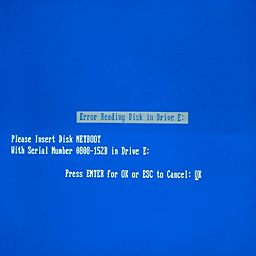 Error Reading Disk in Drive E:
Please Insert Disk NETBOOT
With Serial Number 0808-15ZB in Drive E:
Press ENTER for OK or ESC to Cancel: OK